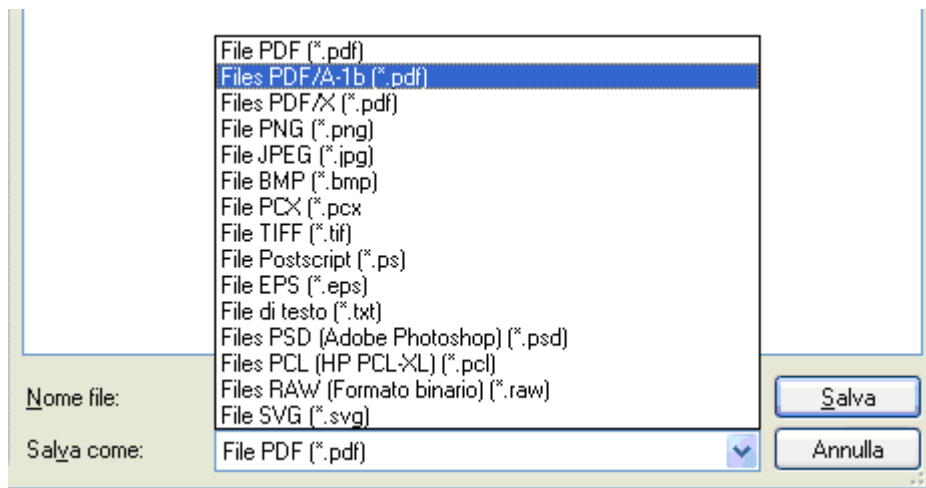 File PDF (*.pdf)
Files PDF/A-1b (*.pdf)
Files PDF/X (*.pdf)
File PNG (*.png)
File JPEG (*.jpg)
File BMP (*.bmp)
File PCX (*.pcx
File TIFF (*.tif)
File Postscript (*.ps)
File EPS (*.eps)
File di testo (*.txt)
Files PSD (Adobe Photoshop) (*.psd)
Files PCL (HP PCL-XL) (*.pcl)
Files RAW (Formato binario) (*.raw)
File SVG (*.svg)
Nome file:
Salva
Salva come:
File PDF (*.pdf)
Annulla